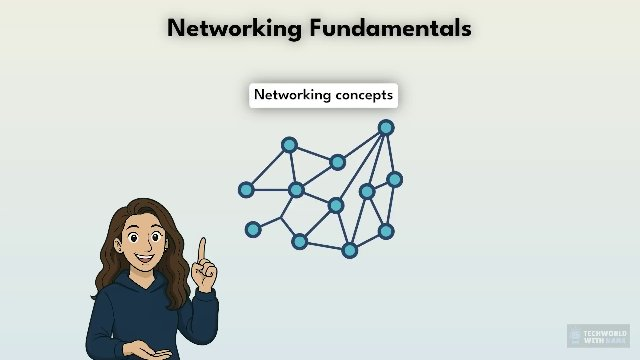 Networking Fundamentals
Networking concepts
TECHWORLD
WITH NANA